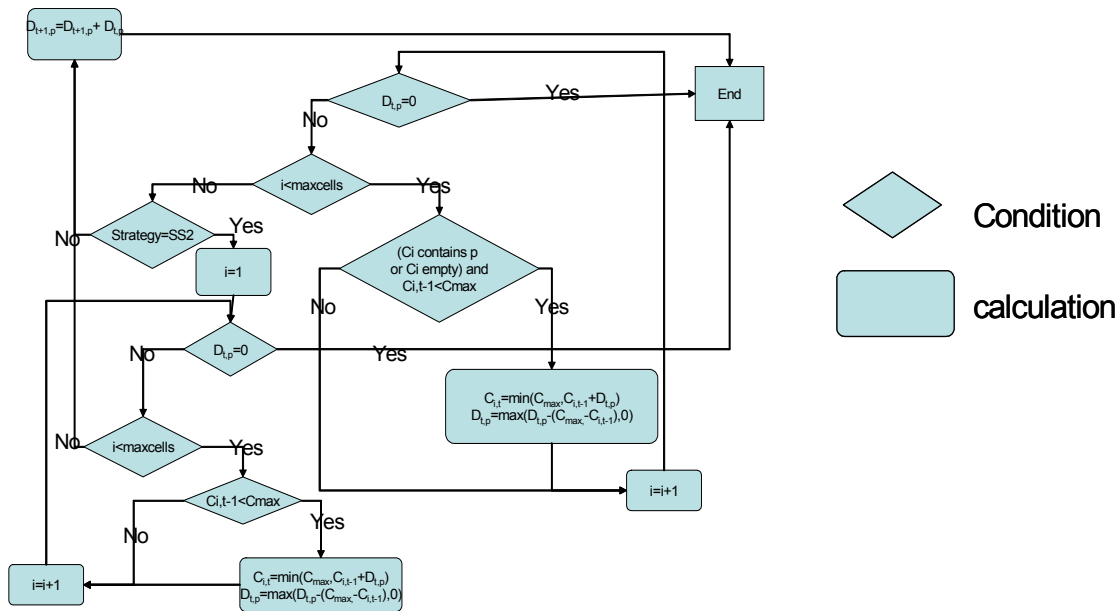 D_{t+1,p}=D_{t+1,p}+ D_{t,p}
End
D_{t,p}=0
Yes
No
i<maxcells
No
Yes
Strategy=SS2
No
Yes
i=1
(Ci contains p
or Ci empty) and
Ci,t-1<Cmax
No
Yes
Condition
calculation
D_{t,p}=0
No
Yes
C_{i,t}=min(C_{max},C_{i,t-1}+D_{t,p})
D_{t,p}=max(D_{t,p}-(C_{max,}-C_{i,t-1}),0)
i<maxcells
No
Yes
i=i+1
Ci,t-1<Cmax
No
Yes
i=i+1
C_{i,t}=min(C_{max},C_{i,t-1}+D_{t,p})
D_{t,p}=max(D_{t,p}-(C_{max,}-C_{i,t-1}),0)